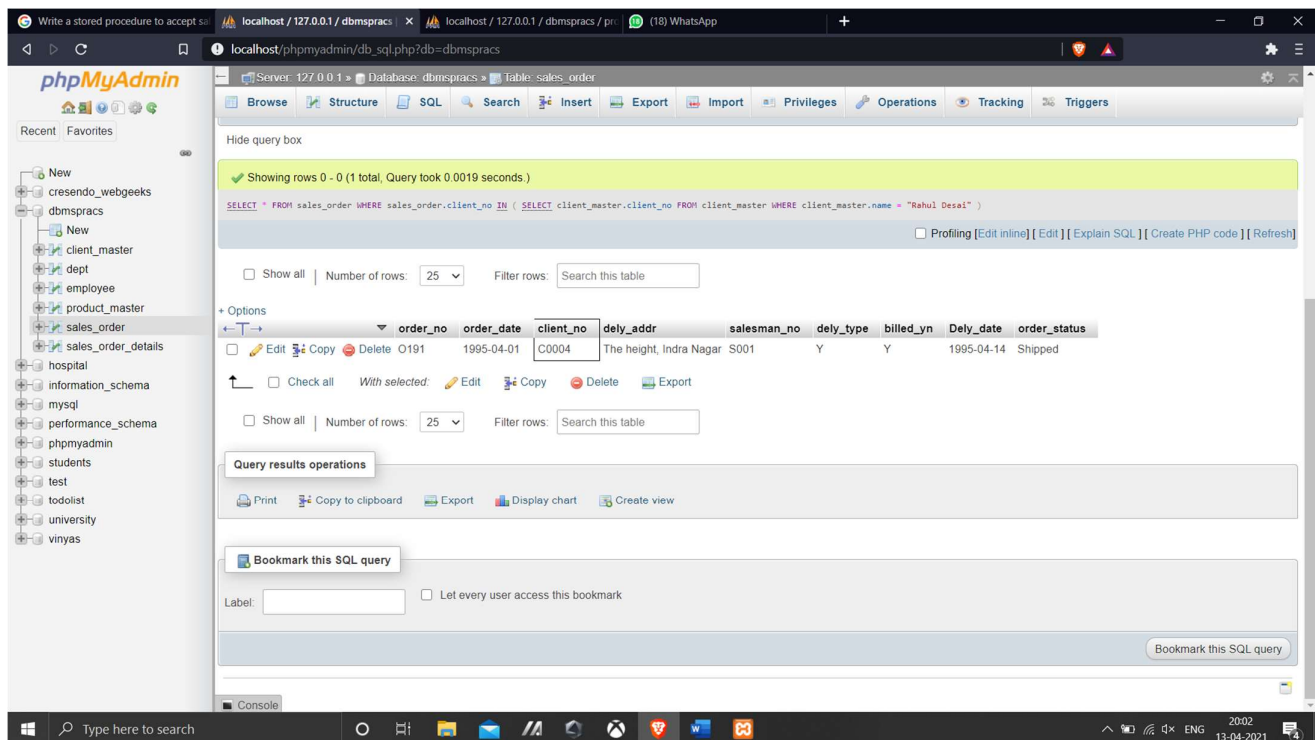 Write a stored procedure to accept sal
localhost / 127.0.0.1 / dbmspracs |
localhost / 127.0.0.1 / dbmspracs / pro
(18) WhatsApp
localhost/phpmyadmin/db_sql.php?db=dbmspracs
phpMyAdmin
Recent Favorites
New
cresendo_webgeeks
dbmspracs
New
client_master
dept
employee
product_master
sales_order
sales_order_details
hospital
information_schema
mysql
performance_schema
phpmyadmin
students
test
todolist
university
vinyas
Server: 127.0.0.1 » Database: dbmspracs » Table: sales_order
Browse Structure SQL Search Insert Export Import Privileges Operations Tracking Triggers
Hide query box
Showing rows 0 - 0 (1 total, Query took 0.0019 seconds.)
SELECT * FROM sales_order WHERE sales_order.client_no IN ( SELECT client_master.client_no FROM client_master WHERE client_master.name = "Rahul Desai" )
Profiling [Edit inline] [ Edit ] [ Explain SQL ] [ Create PHP code ] [ Refresh]
Show all | Number of rows: 25 Filter rows: Search this table
+ Options
←T→ order_no order_date client_no dely_addr salesman_no dely_type billed_yn Dely_date order_status
Edit Copy Delete O191 1995-04-01 C0004 The height, Indra Nagar S001 Y Y 1995-04-14 Shipped
Check all With selected: Edit Copy Delete Export
Show all | Number of rows: 25 Filter rows: Search this table
Query results operations
Print Copy to clipboard Export Display chart Create view
Bookmark this SQL query
Label: Let every user access this bookmark
Bookmark this SQL query
Console
Type here to search
ENG
20:02
13-04-2021
4